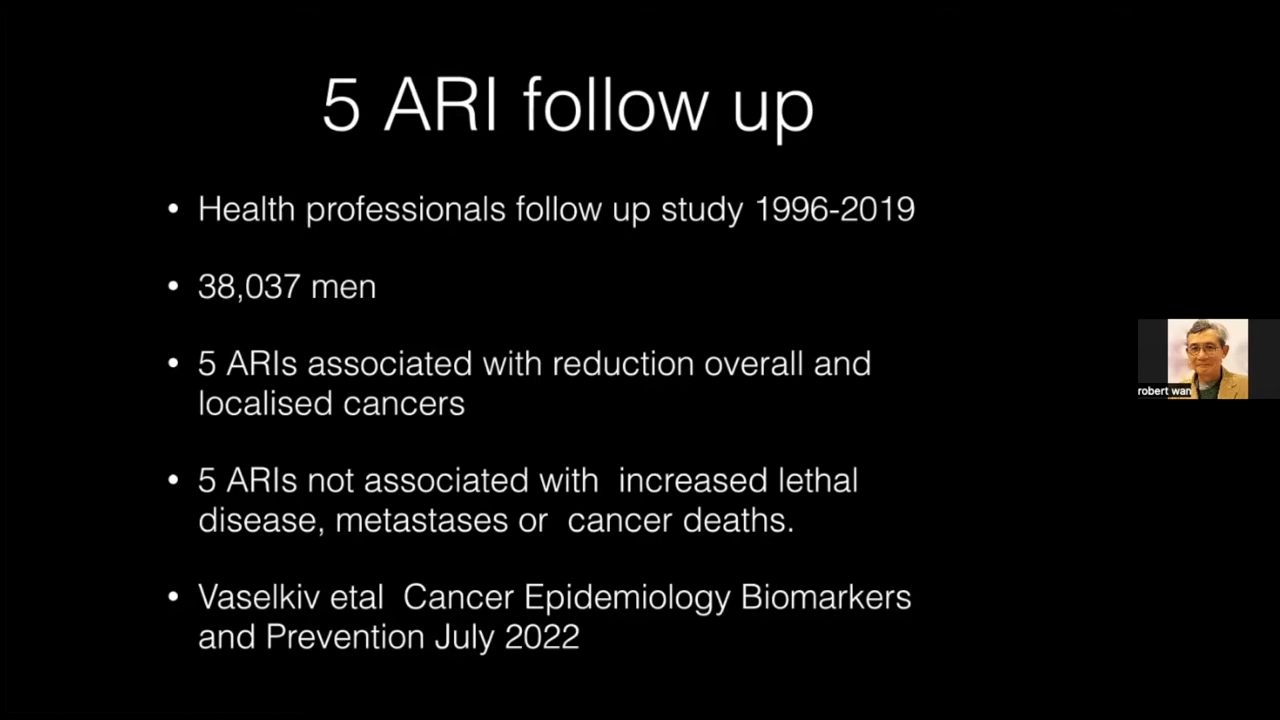 5 ARI follow up
• Health professionals follow up study 1996-2019
• 38,037 men
• 5 ARIs associated with reduction overall and
localised cancers
• 5 ARIs not associated with  increased lethal
disease, metastases or  cancer deaths.
• Vaselkiv etal  Cancer Epidemiology Biomarkers
and Prevention July 2022
robert wan